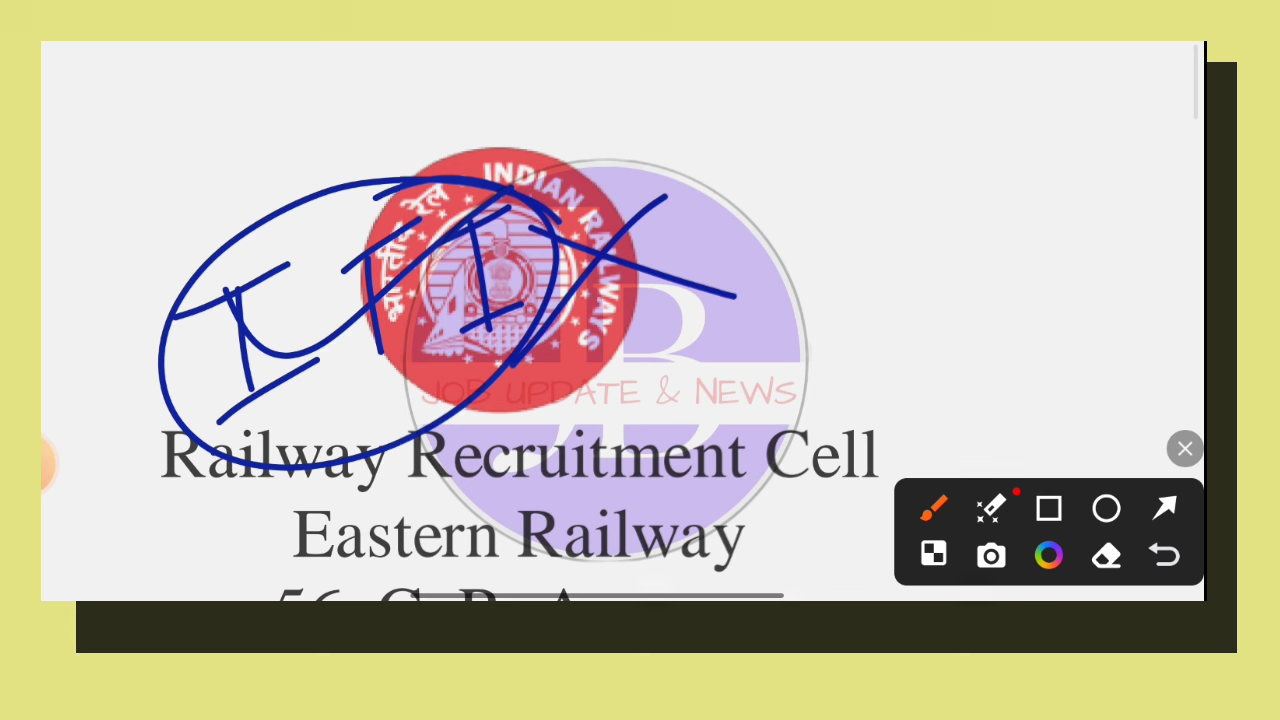 भारतीय रेल INDIAN RAILWAYS
JOB UPDATE & NEWS
Railway Recruitment Cell
Eastern Railway